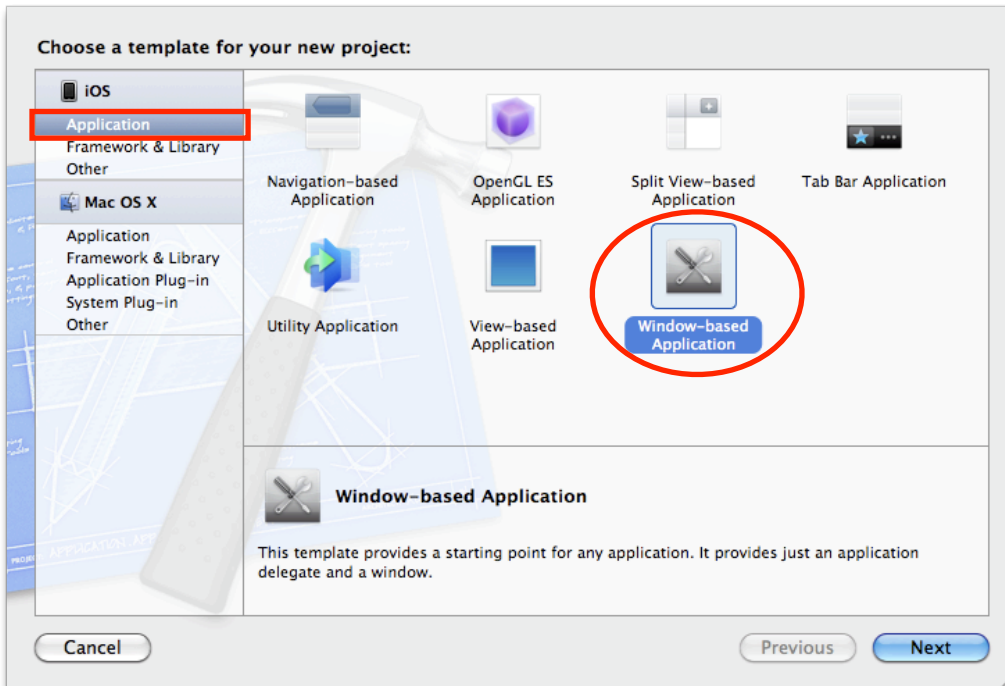 Choose a template for your new project:
iOS
Application
Framework & Library
Other
Mac OS X
Application
Framework & Library
Application Plug-in
System Plug-in
Other
Navigation-based
Application
OpenGL ES
Application
Split View-based
Application
Tab Bar Application
Utility Application
View-based
Application
Window-based
Application
Window-based Application
This template provides a starting point for any application. It provides just an application
delegate and a window.
Cancel
Previous
Next